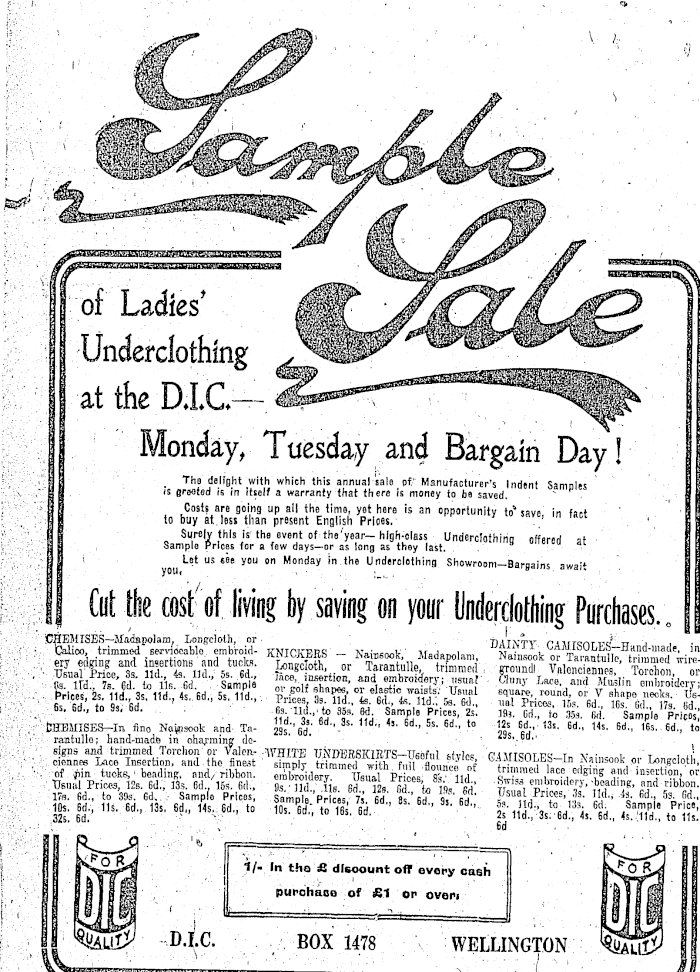 Sample
Sale
of Ladies'
Underclothing
at the D.I.C.—
Monday, Tuesday and Bargain Day!
The delight with which this annual sale of Manufacturer's Indent Samples
is greeted is in itself a warranty that there is money to be saved.
Costs are going up all the time, yet here is an opportunity to save, in fact
to buy at less than present English Prices.
Surely this is the event of the year—high-class Underclothing offered at
Sample Prices for a few days—or as long as they last.
Let us see you on Monday in the Underclothing Showroom—Bargains await
you.
Cut the cost of living by saving on your Underclothing Purchases.
CHEMISES—Madapolam, Longcloth, or
Calico, trimmed serviceable embroid-
ery edging and insertions and tucks.
Usual Price, 3s. 11d., 4s. 11d., 5s. 6d.,
6s. 11d., 7s. 6d. to 11s. 6d. Sample
Prices, 2s. 11d., 3s. 11d., 4s. 6d., 5s. 11d.,
6s. 6d., to 9s. 6d.
CHEMISES—In fine Nainsook and Ta-
rantulle; hand-made in charming de-
signs and trimmed Torchon or Valen-
ciennes Lace Insertion, and the finest
of pin tucks, beading, and ribbon.
Usual Prices, 12s. 6d., 13s. 6d., 15s. 6d.,
17s. 6d., to 39s. 6d. Sample Prices,
10s. 6d., 11s. 6d., 13s. 6d., 14s. 6d., to
32s. 6d.
KNICKERS — Nainsook, Madapolam,
Longcloth, or Tarantulle, trimmed
lace, insertion, and embroidery; usual
or golf shapes, or elastic waists. Usual
Prices, 3s. 11d., 4s. 6d., 4s. 11d., 5s. 6d.,
6s. 11d., to 35s. 6d. Sample Prices, 2s.
11d., 3s. 6d., 3s. 11d., 4s. 6d., 5s. 6d., to
29s. 6d.
WHITE UNDERSKIRTS—Useful styles,
simply trimmed with full flounce of
embroidery. Usual Prices, 8s. 11d.,
9s. 11d., 11s. 6d., 12s. 6d., to 19s. 6d.
Sample Prices, 7s. 6d., 8s. 6d., 9s. 6d.,
10s. 6d., to 16s. 6d.
DAINTY CAMISOLES—Hand-made, in
Nainsook or Tarantulle, trimmed wire-
ground Valenciennes, Torchon, or
Cluny Lace, and Muslin embroidery;
square, round, or V shape necks. Us-
ual Prices, 15s. 6d., 16s. 6d., 17s. 6d.,
19s. 6d., to 35s. 6d. Sample Prices,
12s 6d., 13s. 6d., 14s. 6d., 16s. 6d., to
29s. 6d.
CAMISOLES—In Nainsook or Longcloth,
trimmed lace edging and insertion, or
Swiss embroidery, beading, and ribbon.
Usual Prices, 3s. 11d., 4s. 6d., 5s. 6d.,
5s. 11d., to 13s. 6d. Sample Price,
2s 11d., 3s. 6d., 4s. 6d., 4s. 11d., to 11s.
6d
FOR
DIC
QUALITY
1/- in the £ discount off every cash
purchase of £1 or over.
FOR
DIC
QUALITY
D.I.C. BOX 1478 WELLINGTON